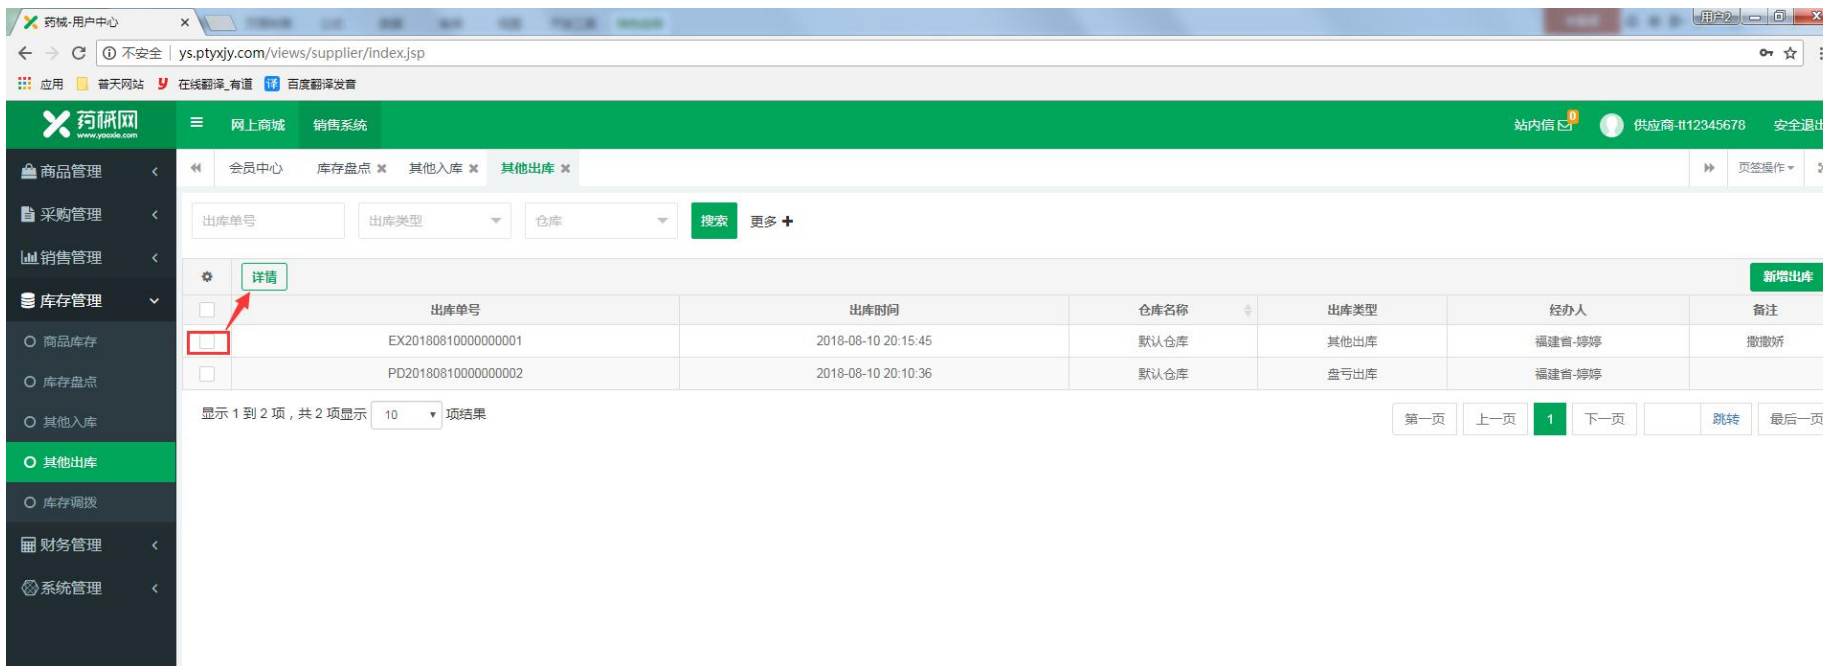 药械-用户中心
用户2
不安全 ys.ptyxjy.com/views/supplier/index.jsp
应用 普天网站 在线翻译_有道 译 百度翻译发音
药械网 www.yooxie.com 网上商城 销售系统 站内信 0 供应商-tt12345678 安全退出
会员中心 库存盘点 其他入库 其他出库 页签操作
商品管理
采购管理
销售管理
库存管理
商品库存
库存盘点
其他入库
其他出库
库存调拨
财务管理
系统管理
出库单号 出库类型 仓库 搜索 更多
详情 新增出库
出库单号 出库时间 仓库名称 出库类型 经办人 备注
EX20180810000000001 2018-08-10 20:15:45 默认仓库 其他出库 福建省-婷婷 撒撒娇
PD20180810000000002 2018-08-10 20:10:36 默认仓库 盘亏出库 福建省-婷婷
显示 1 到 2 项，共 2 项显示 10 项结果
第一页 上一页 1 下一页 跳转 最后一页